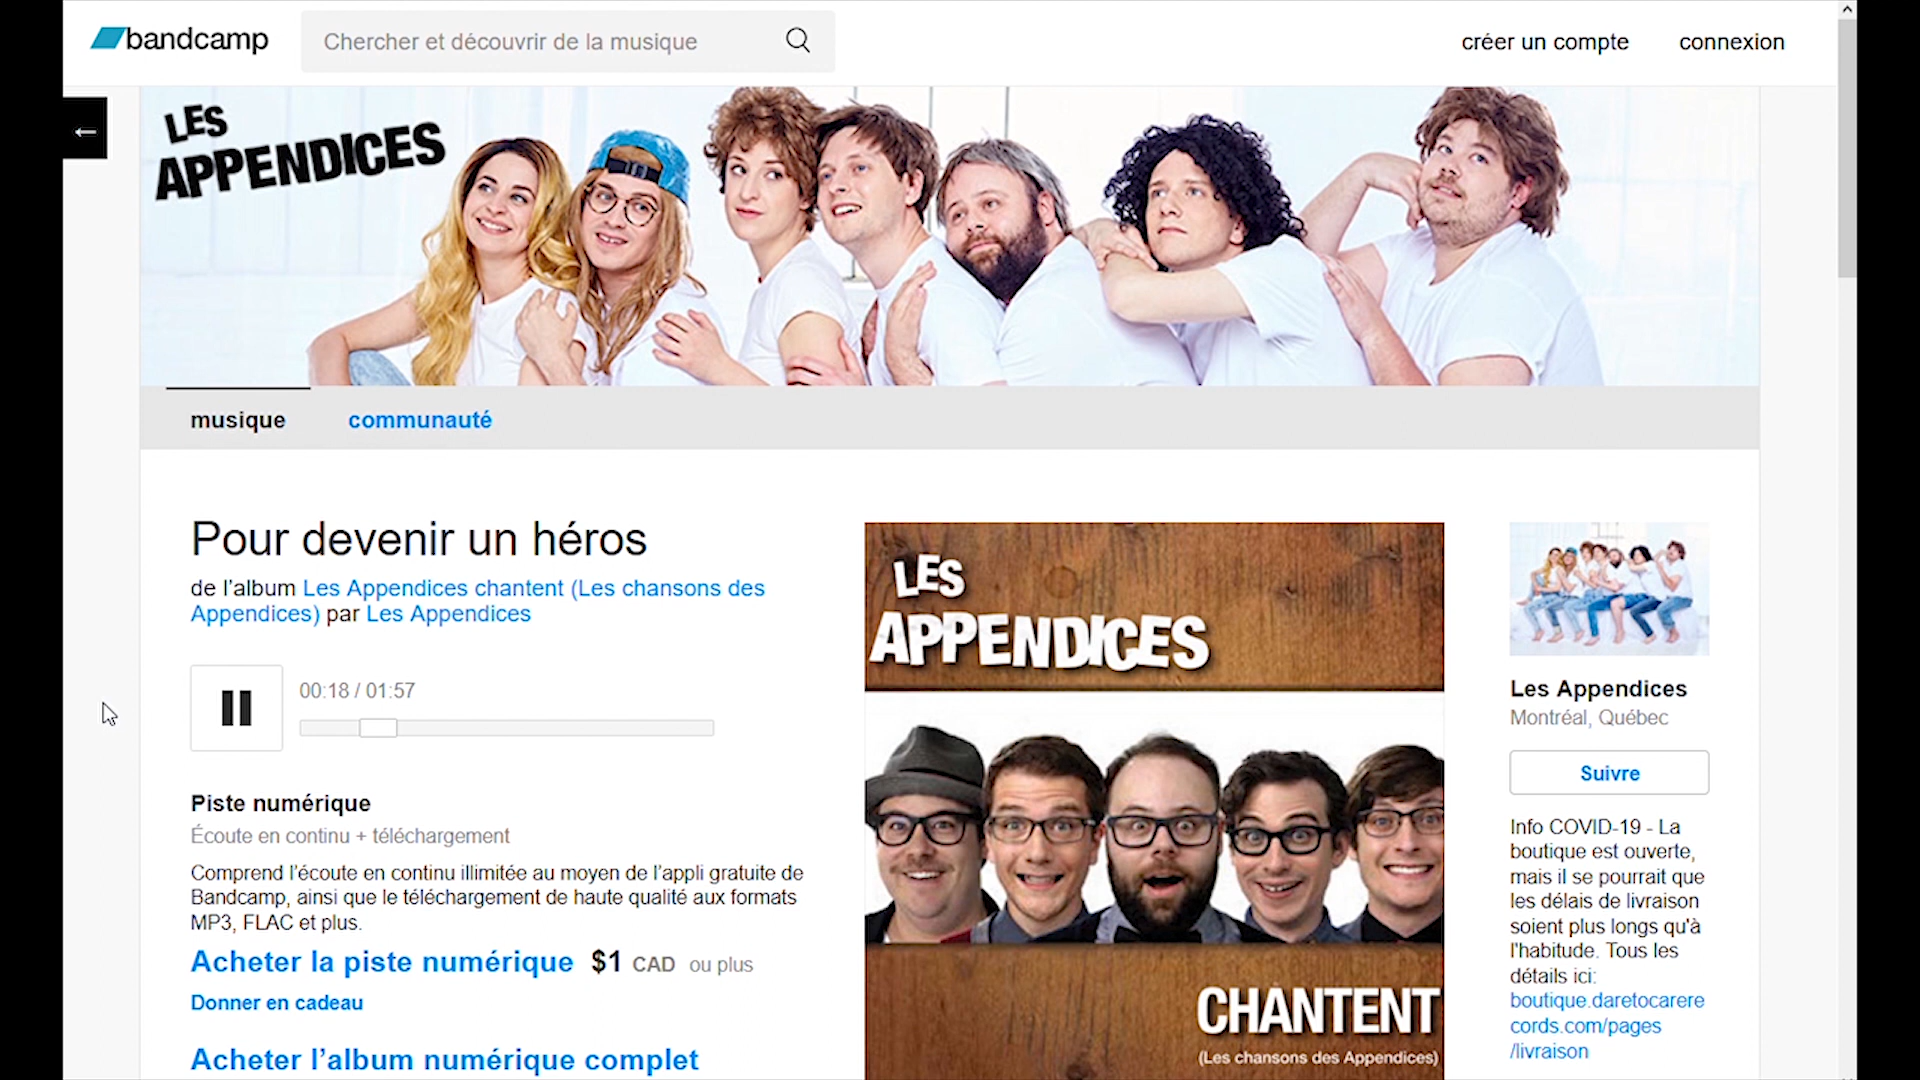 bandcamp
Chercher et découvrir de la musique
créer un compte
connexion
←
LES
APPENDICES
musique
communauté
Pour devenir un héros
de l’album Les Appendices chantent (Les chansons des
Appendices) par Les Appendices
00:18 / 01:57
Piste numérique
Écoute en continu + téléchargement
Comprend l’écoute en continu illimitée au moyen de l’appli gratuite de
Bandcamp, ainsi que le téléchargement de haute qualité aux formats
MP3, FLAC et plus.
Acheter la piste numérique $1 CAD ou plus
Donner en cadeau
Acheter l’album numérique complet
LES
APPENDICES
CHANTENT
(Les chansons des Appendices)
Les Appendices
Montréal, Québec
Suivre
Info COVID-19 - La
boutique est ouverte,
mais il se pourrait que
les délais de livraison
soient plus longs qu'à
l'habitude. Tous les
détails ici:
boutique.daretocarere
cords.com/pages
/livraison